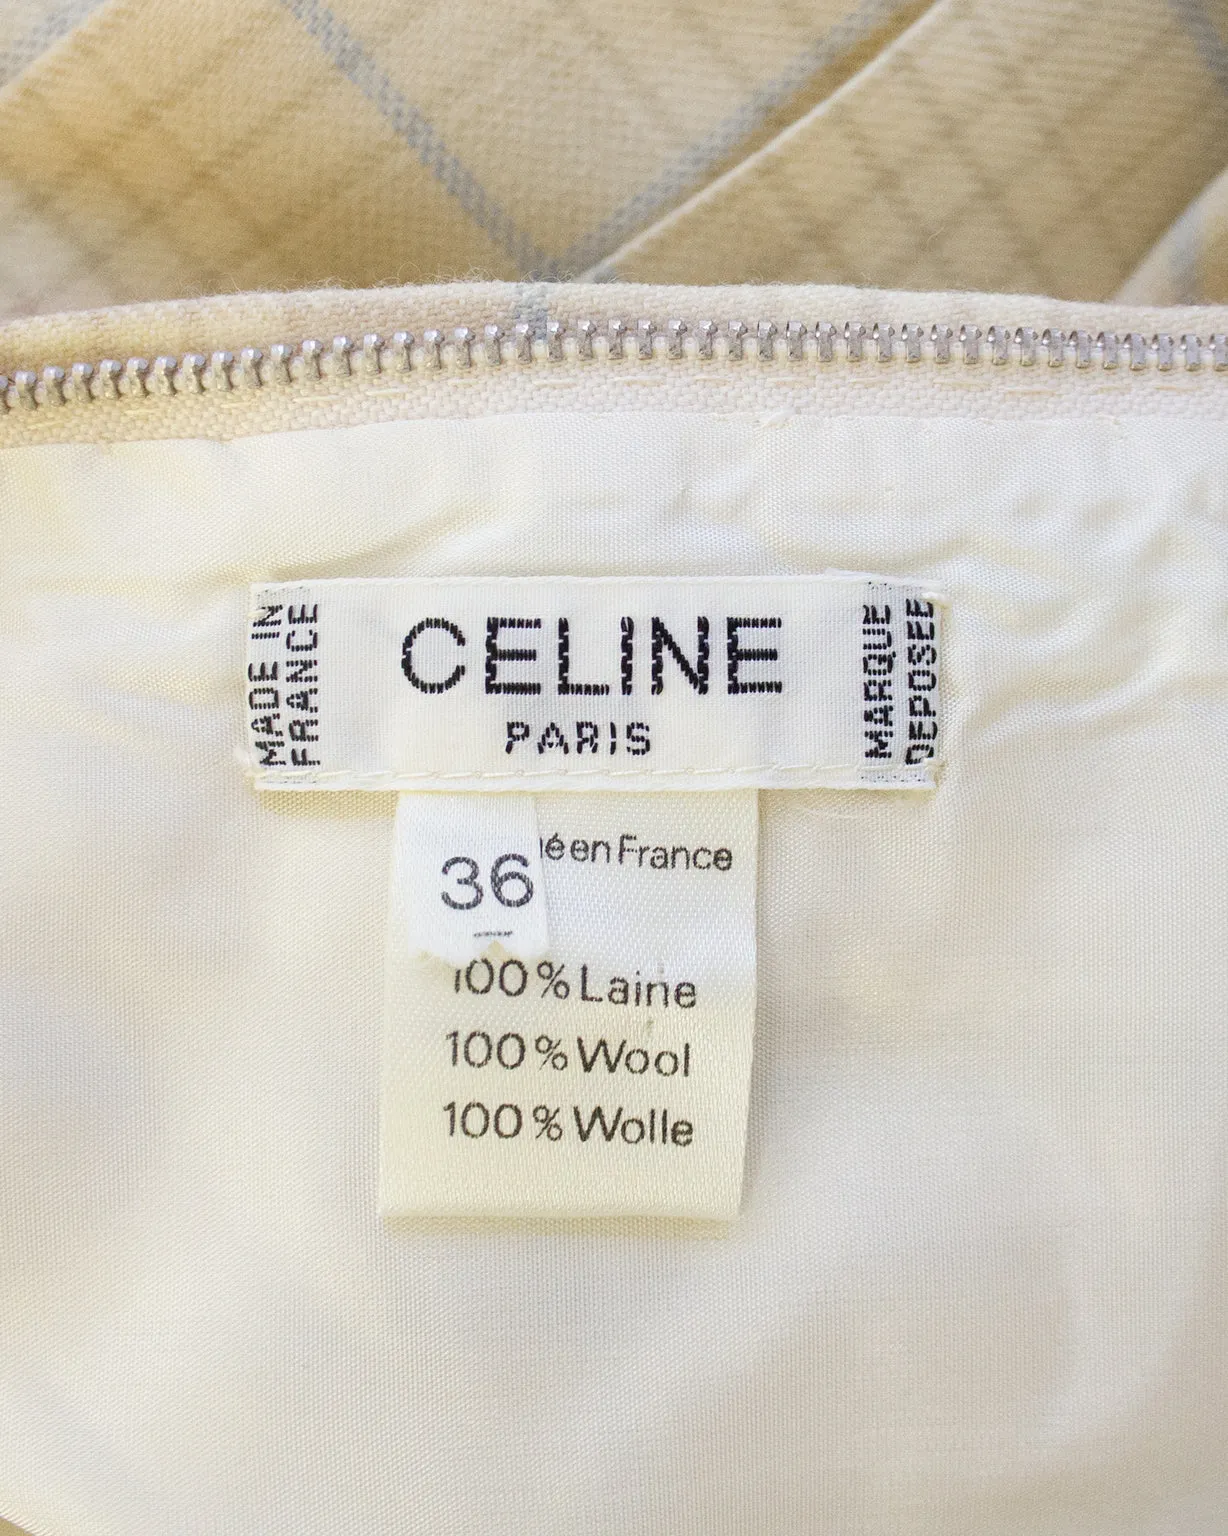 MADE IN
FRANCE
CELINE
PARIS
MARQUE
DEPOSEE
36
en France
100% Laine
100% Wool
100% Wolle